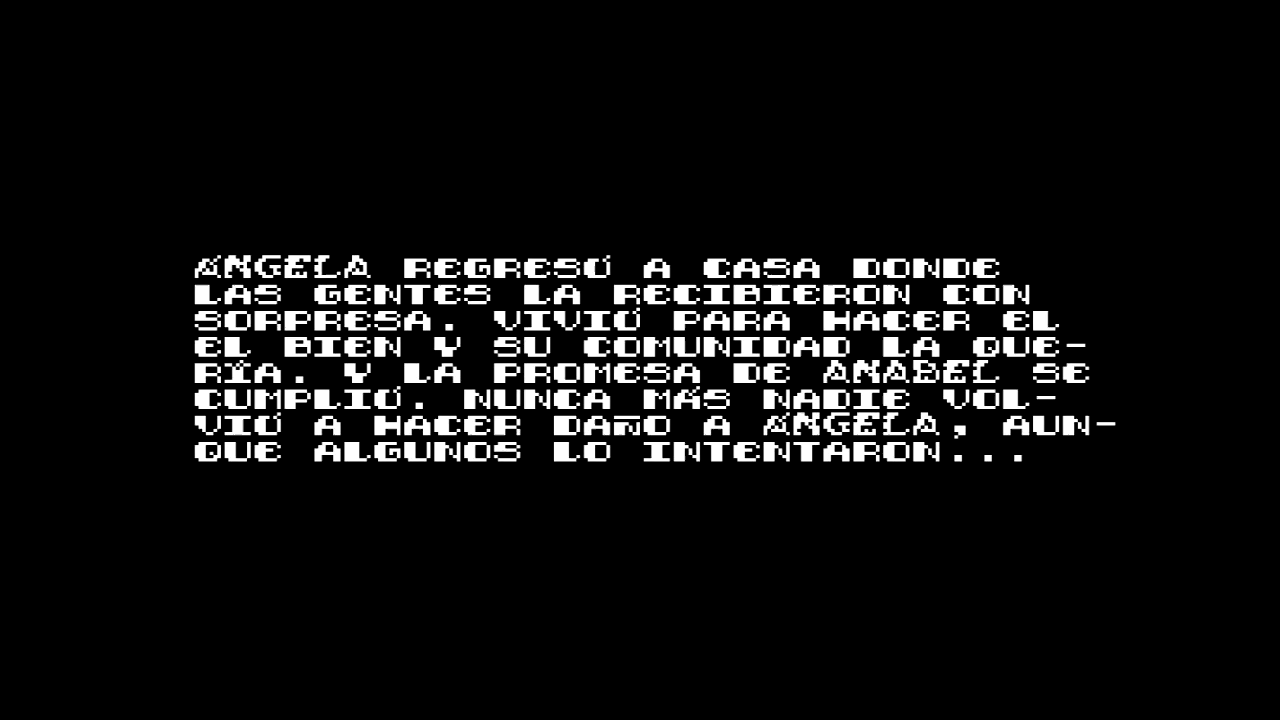 ÁNGELA REGRESÓ A CASA DONDE
LAS GENTES LA RECIBIERON CON
SORPRESA. VIVIÓ PARA HACER EL
EL BIEN Y SU COMUNIDAD LA QUE-
RÍA. Y LA PROMESA DE ANABEL SE
CUMPLIÓ. NUNCA MÁS NADIE VOL-
VIÓ A HACER DAÑO A ÁNGELA, AUN-
QUE ALGUNOS LO INTENTARON...